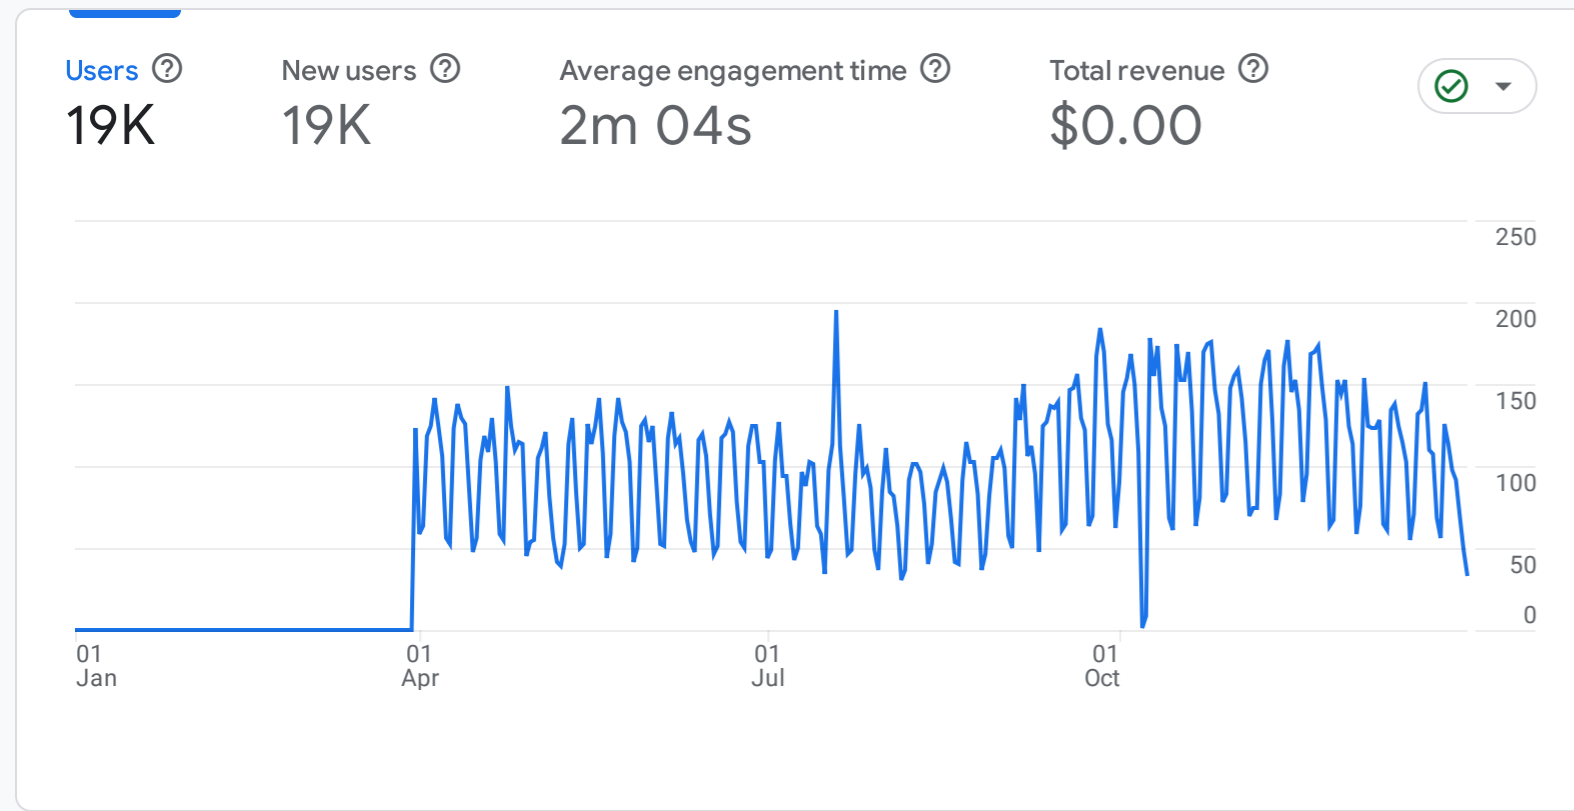 Users
New users
Average engagement time
Total revenue
19K
19K
2m 04s
$0.00
250
200
150
100
50
0
01
Jan
01
Apr
01
Jul
01
Oct